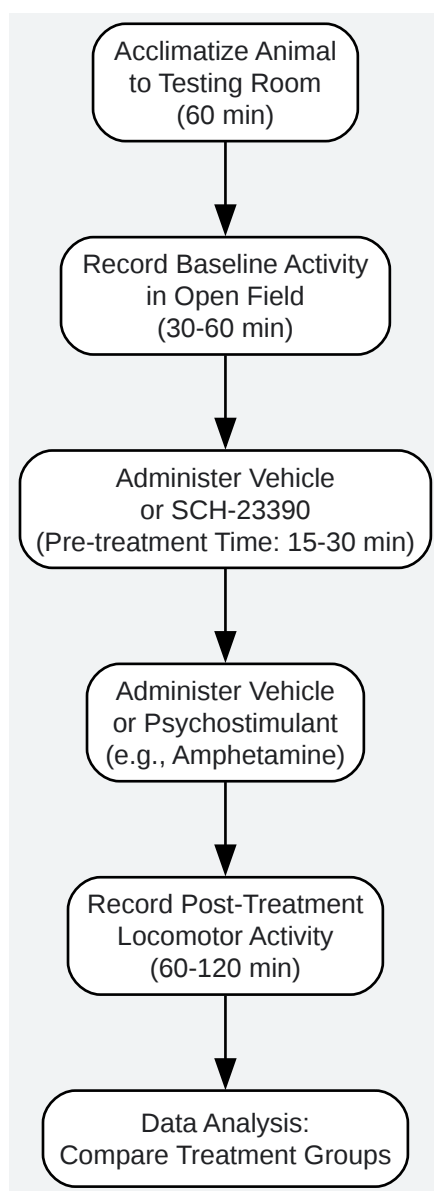 Acclimatize Animal
to Testing Room
(60 min)
Record Baseline Activity
in Open Field
(30-60 min)
Administer Vehicle
or SCH-23390
(Pre-treatment Time: 15-30 min)
Administer Vehicle
or Psychostimulant
(e.g., Amphetamine)
Record Post-Treatment
Locomotor Activity
(60-120 min)
Data Analysis:
Compare Treatment Groups